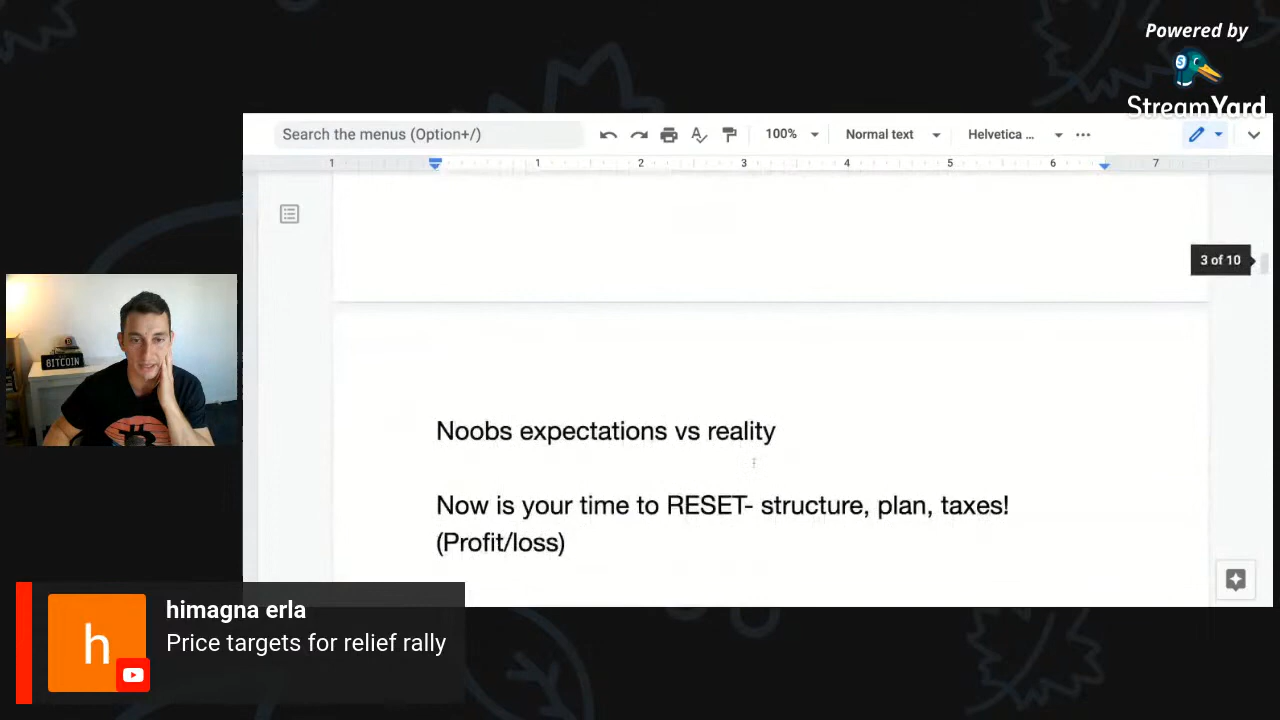 Powered by
StreamYard
Search the menus (Option+/)
100%
Normal text
Helvetica ...
1 1 2 3 4 5 6 7
3 of 10
BITCOIN
Noobs expectations vs reality
Now is your time to RESET- structure, plan, taxes!
(Profit/loss)
h
himagna erla
Price targets for relief rally